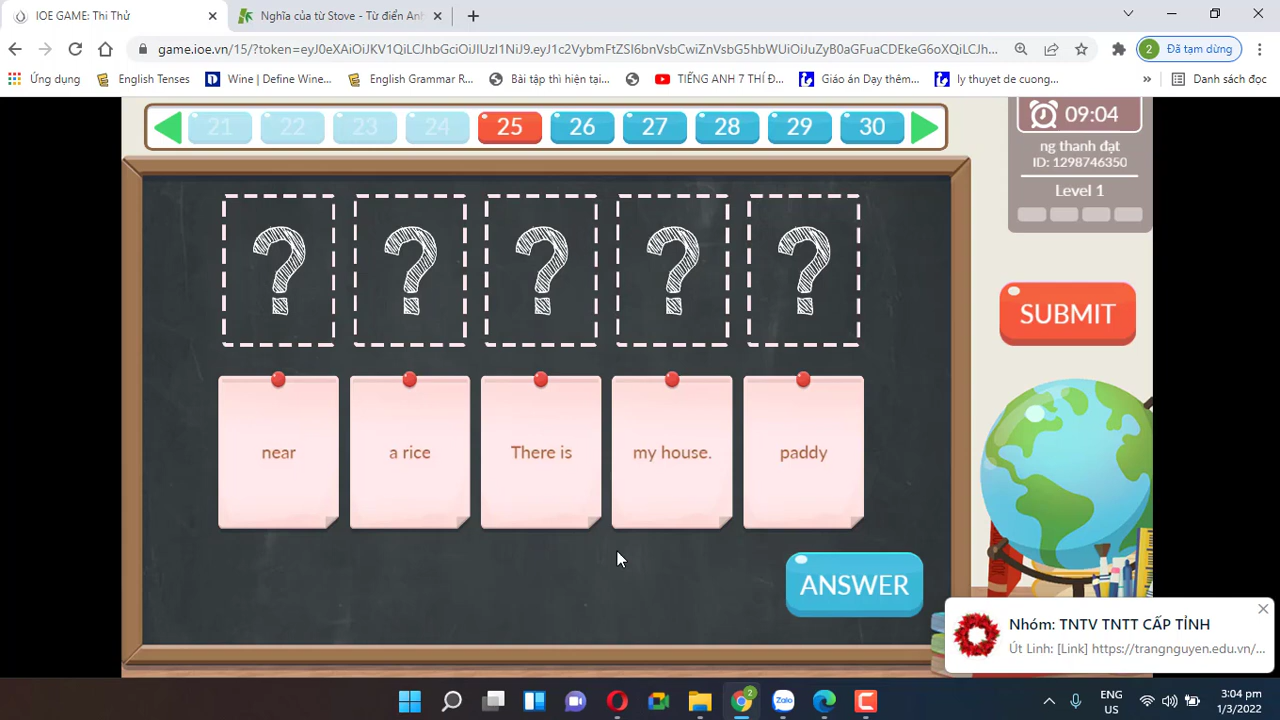 IOE GAME: Thi Thử
Nghĩa của từ Stove - Từ điển Anh
game.ioe.vn/15/?token=eyJ0eXAiOiJKV1QiLCJhbGciOiJIUzI1NiJ9.eyJ1c2VybmFtZSI6bnVsbCwiZnVsbG5hbWUiOiJuZyB0aGFuaCDEkeG6oXQiLCJh...
2
Đã tạm dừng
Ứng dụng
English Tenses
Wine | Define Wine...
English Grammar R...
Bài tập thì hiện tại...
TIẾNG ANH 7 THÍ Đ...
Giáo án Dạy thêm...
ly thuyet de cuong...
»
Danh sách đọc
21 22 23 24 25 26 27 28 29 30
09:04
ng thanh đạt
ID: 1298746350
Level 1
? ? ? ? ?
SUBMIT
near
a rice
There is
my house.
paddy
ANSWER
Nhóm: TNTV TNTT CẤP TỈNH
Út Linh: [Link] https://trangnguyen.edu.vn/...
2
Zalo
ENG
US
3:04 pm
1/3/2022